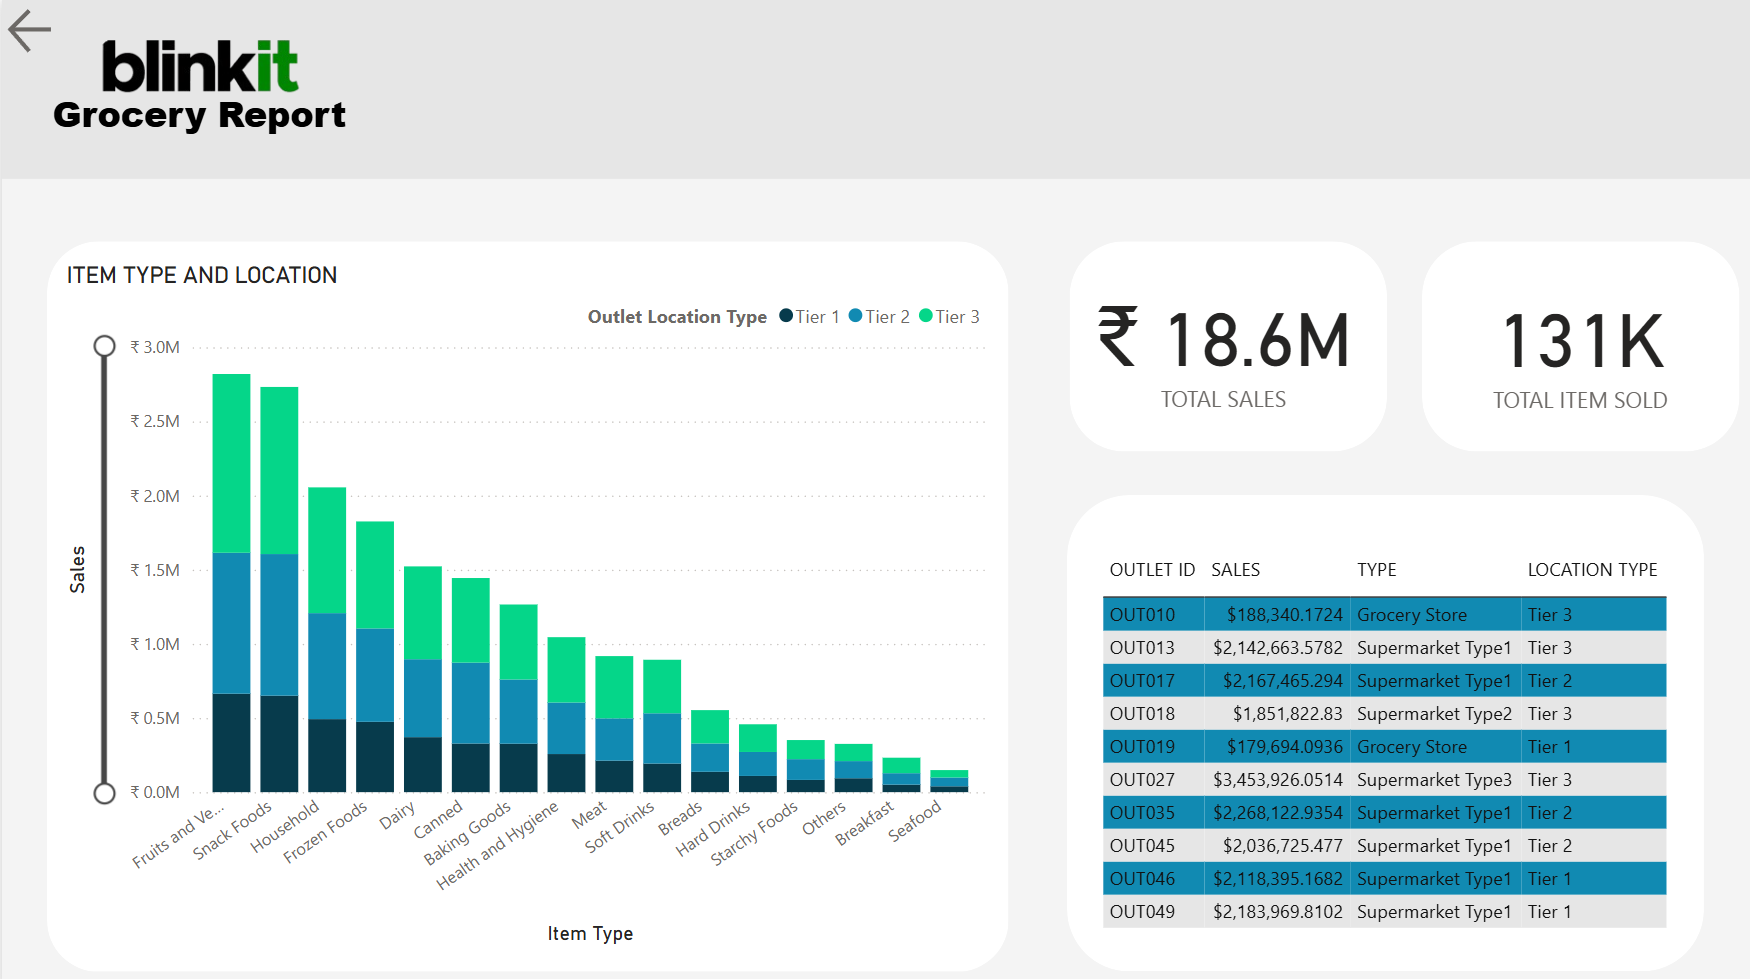 blinkit
Grocery Report
ITEM TYPE AND LOCATION
Outlet Location Type Tier 1 Tier 2 Tier 3
₹ 3.0M
₹ 2.5M
₹ 2.0M
₹ 1.5M
₹ 1.0M
₹ 0.5M
₹ 0.0M
Sales
Fruits and Ve...
Snack Foods
Household
Frozen Foods
Dairy
Canned
Baking Goods
Health and Hygiene
Meat
Soft Drinks
Breads
Hard Drinks
Starchy Foods
Others
Breakfast
Seafood
Item Type
₹ 18.6M
TOTAL SALES
131K
TOTAL ITEM SOLD
OUTLET ID SALES TYPE LOCATION TYPE
OUT010 $188,340.1724 Grocery Store Tier 3
OUT013 $2,142,663.5782 Supermarket Type1 Tier 3
OUT017 $2,167,465.294 Supermarket Type1 Tier 2
OUT018 $1,851,822.83 Supermarket Type2 Tier 3
OUT019 $179,694.0936 Grocery Store Tier 1
OUT027 $3,453,926.0514 Supermarket Type3 Tier 3
OUT035 $2,268,122.9354 Supermarket Type1 Tier 2
OUT045 $2,036,725.477 Supermarket Type1 Tier 2
OUT046 $2,118,395.1682 Supermarket Type1 Tier 1
OUT049 $2,183,969.8102 Supermarket Type1 Tier 1